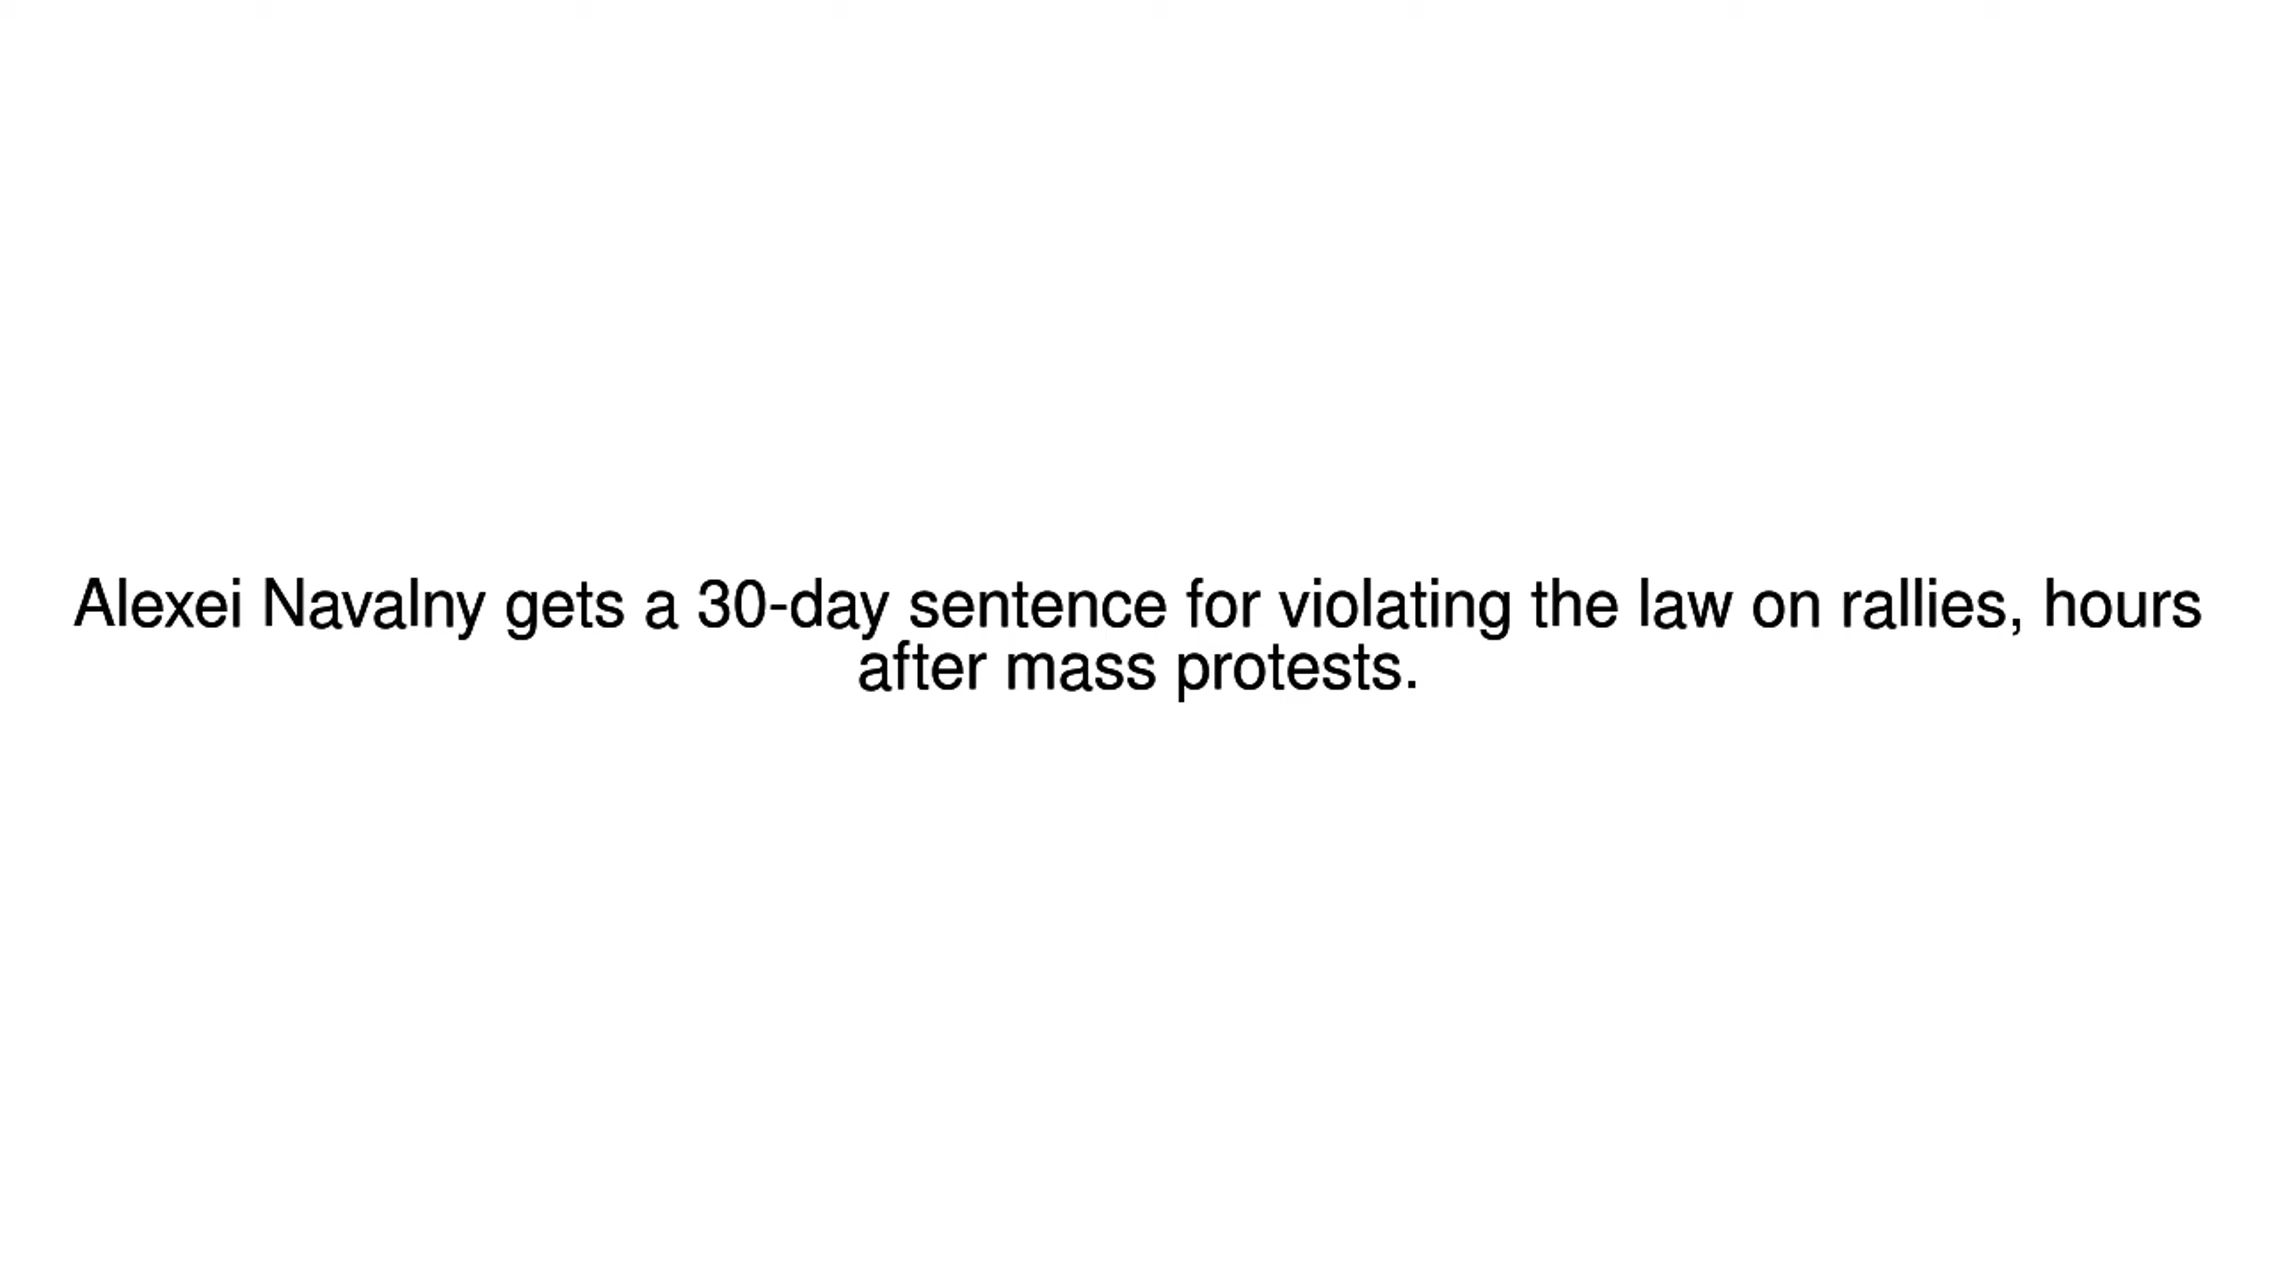 Alexei Navalny gets a 30-day sentence for violating the law on rallies, hours
after mass protests.